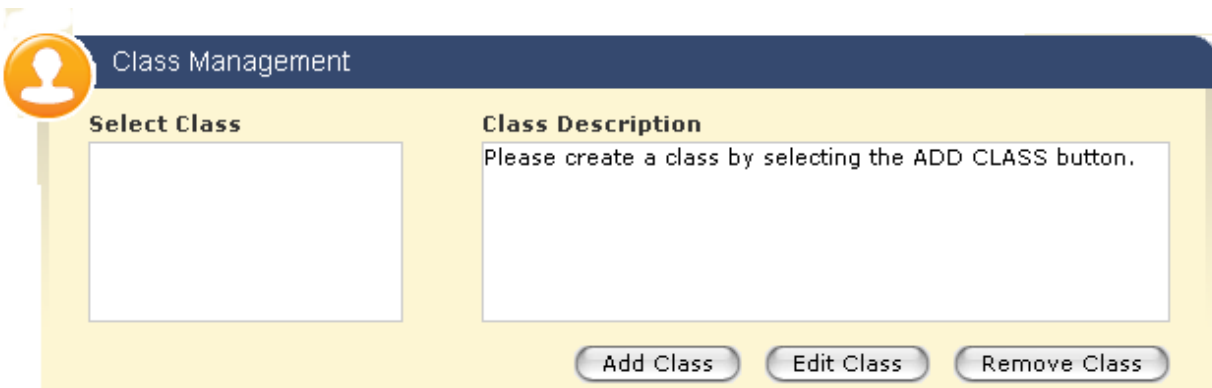 Class Management
Select Class
Class Description
Please create a class by selecting the ADD CLASS button.
Add Class
Edit Class
Remove Class